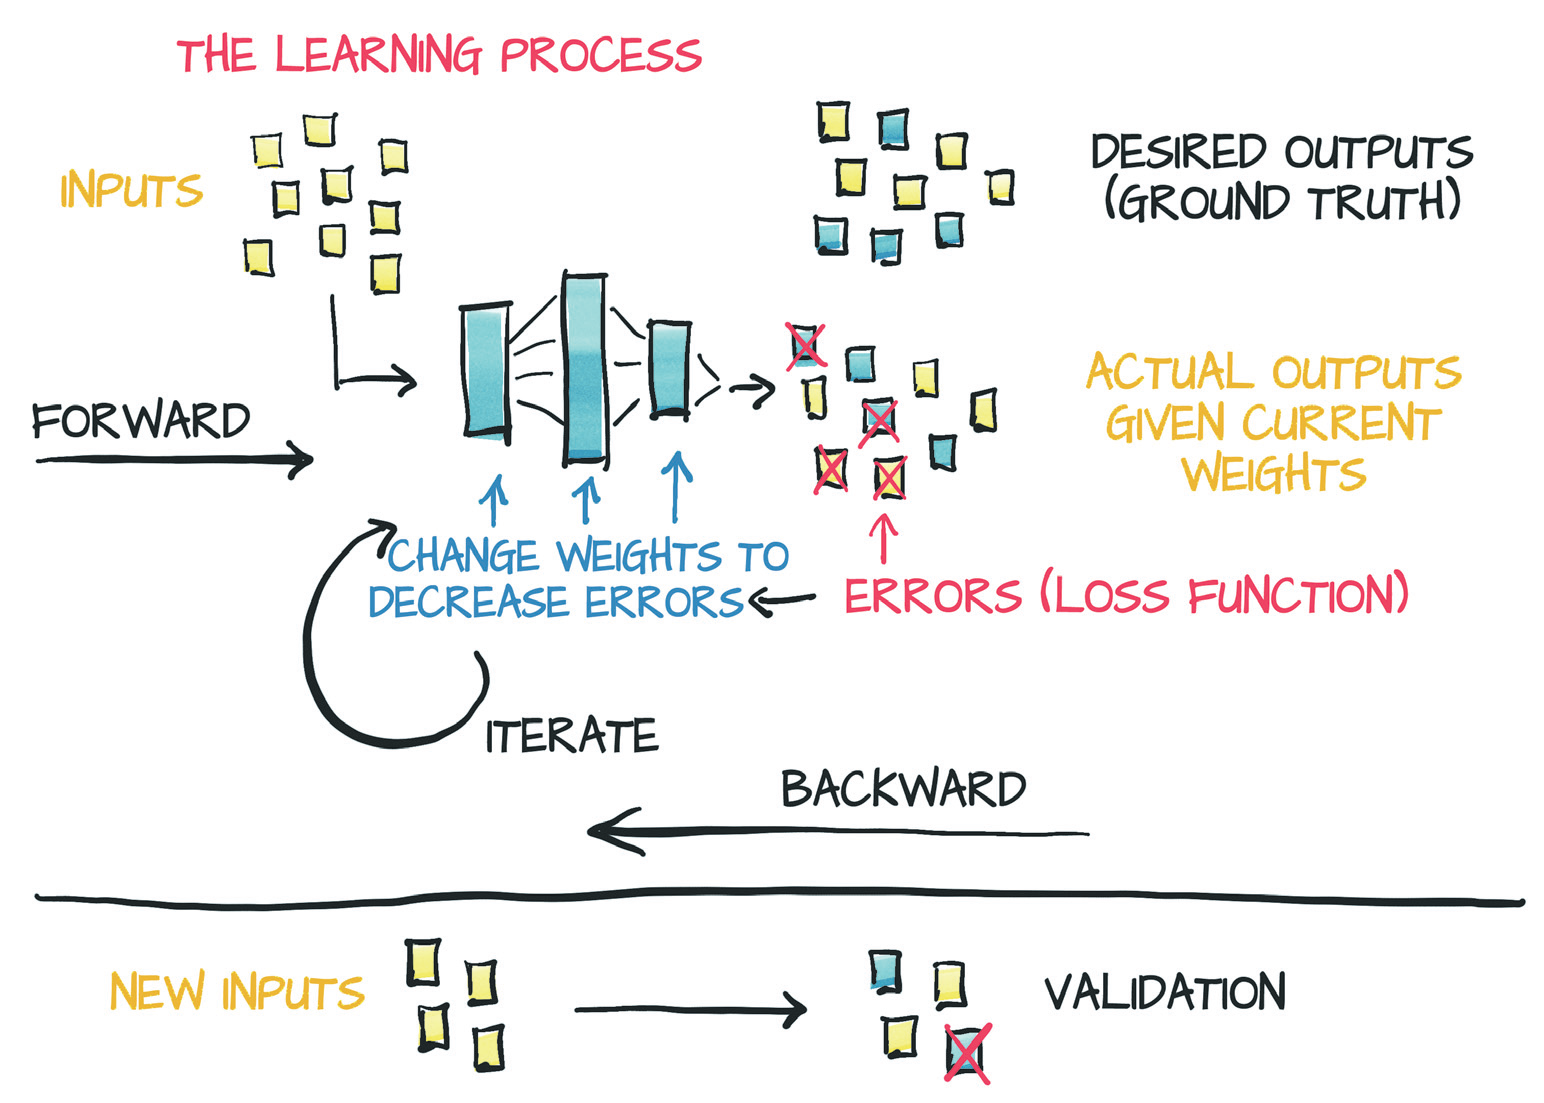 THE LEARNING PROCESS
INPUTS
DESIRED OUTPUTS
(GROUND TRUTH)
FORWARD
ACTUAL OUTPUTS
GIVEN CURRENT
WEIGHTS
CHANGE WEIGHTS TO
DECREASE ERRORS
ERRORS (LOSS FUNCTION)
ITERATE
BACKWARD
NEW INPUTS
VALIDATION